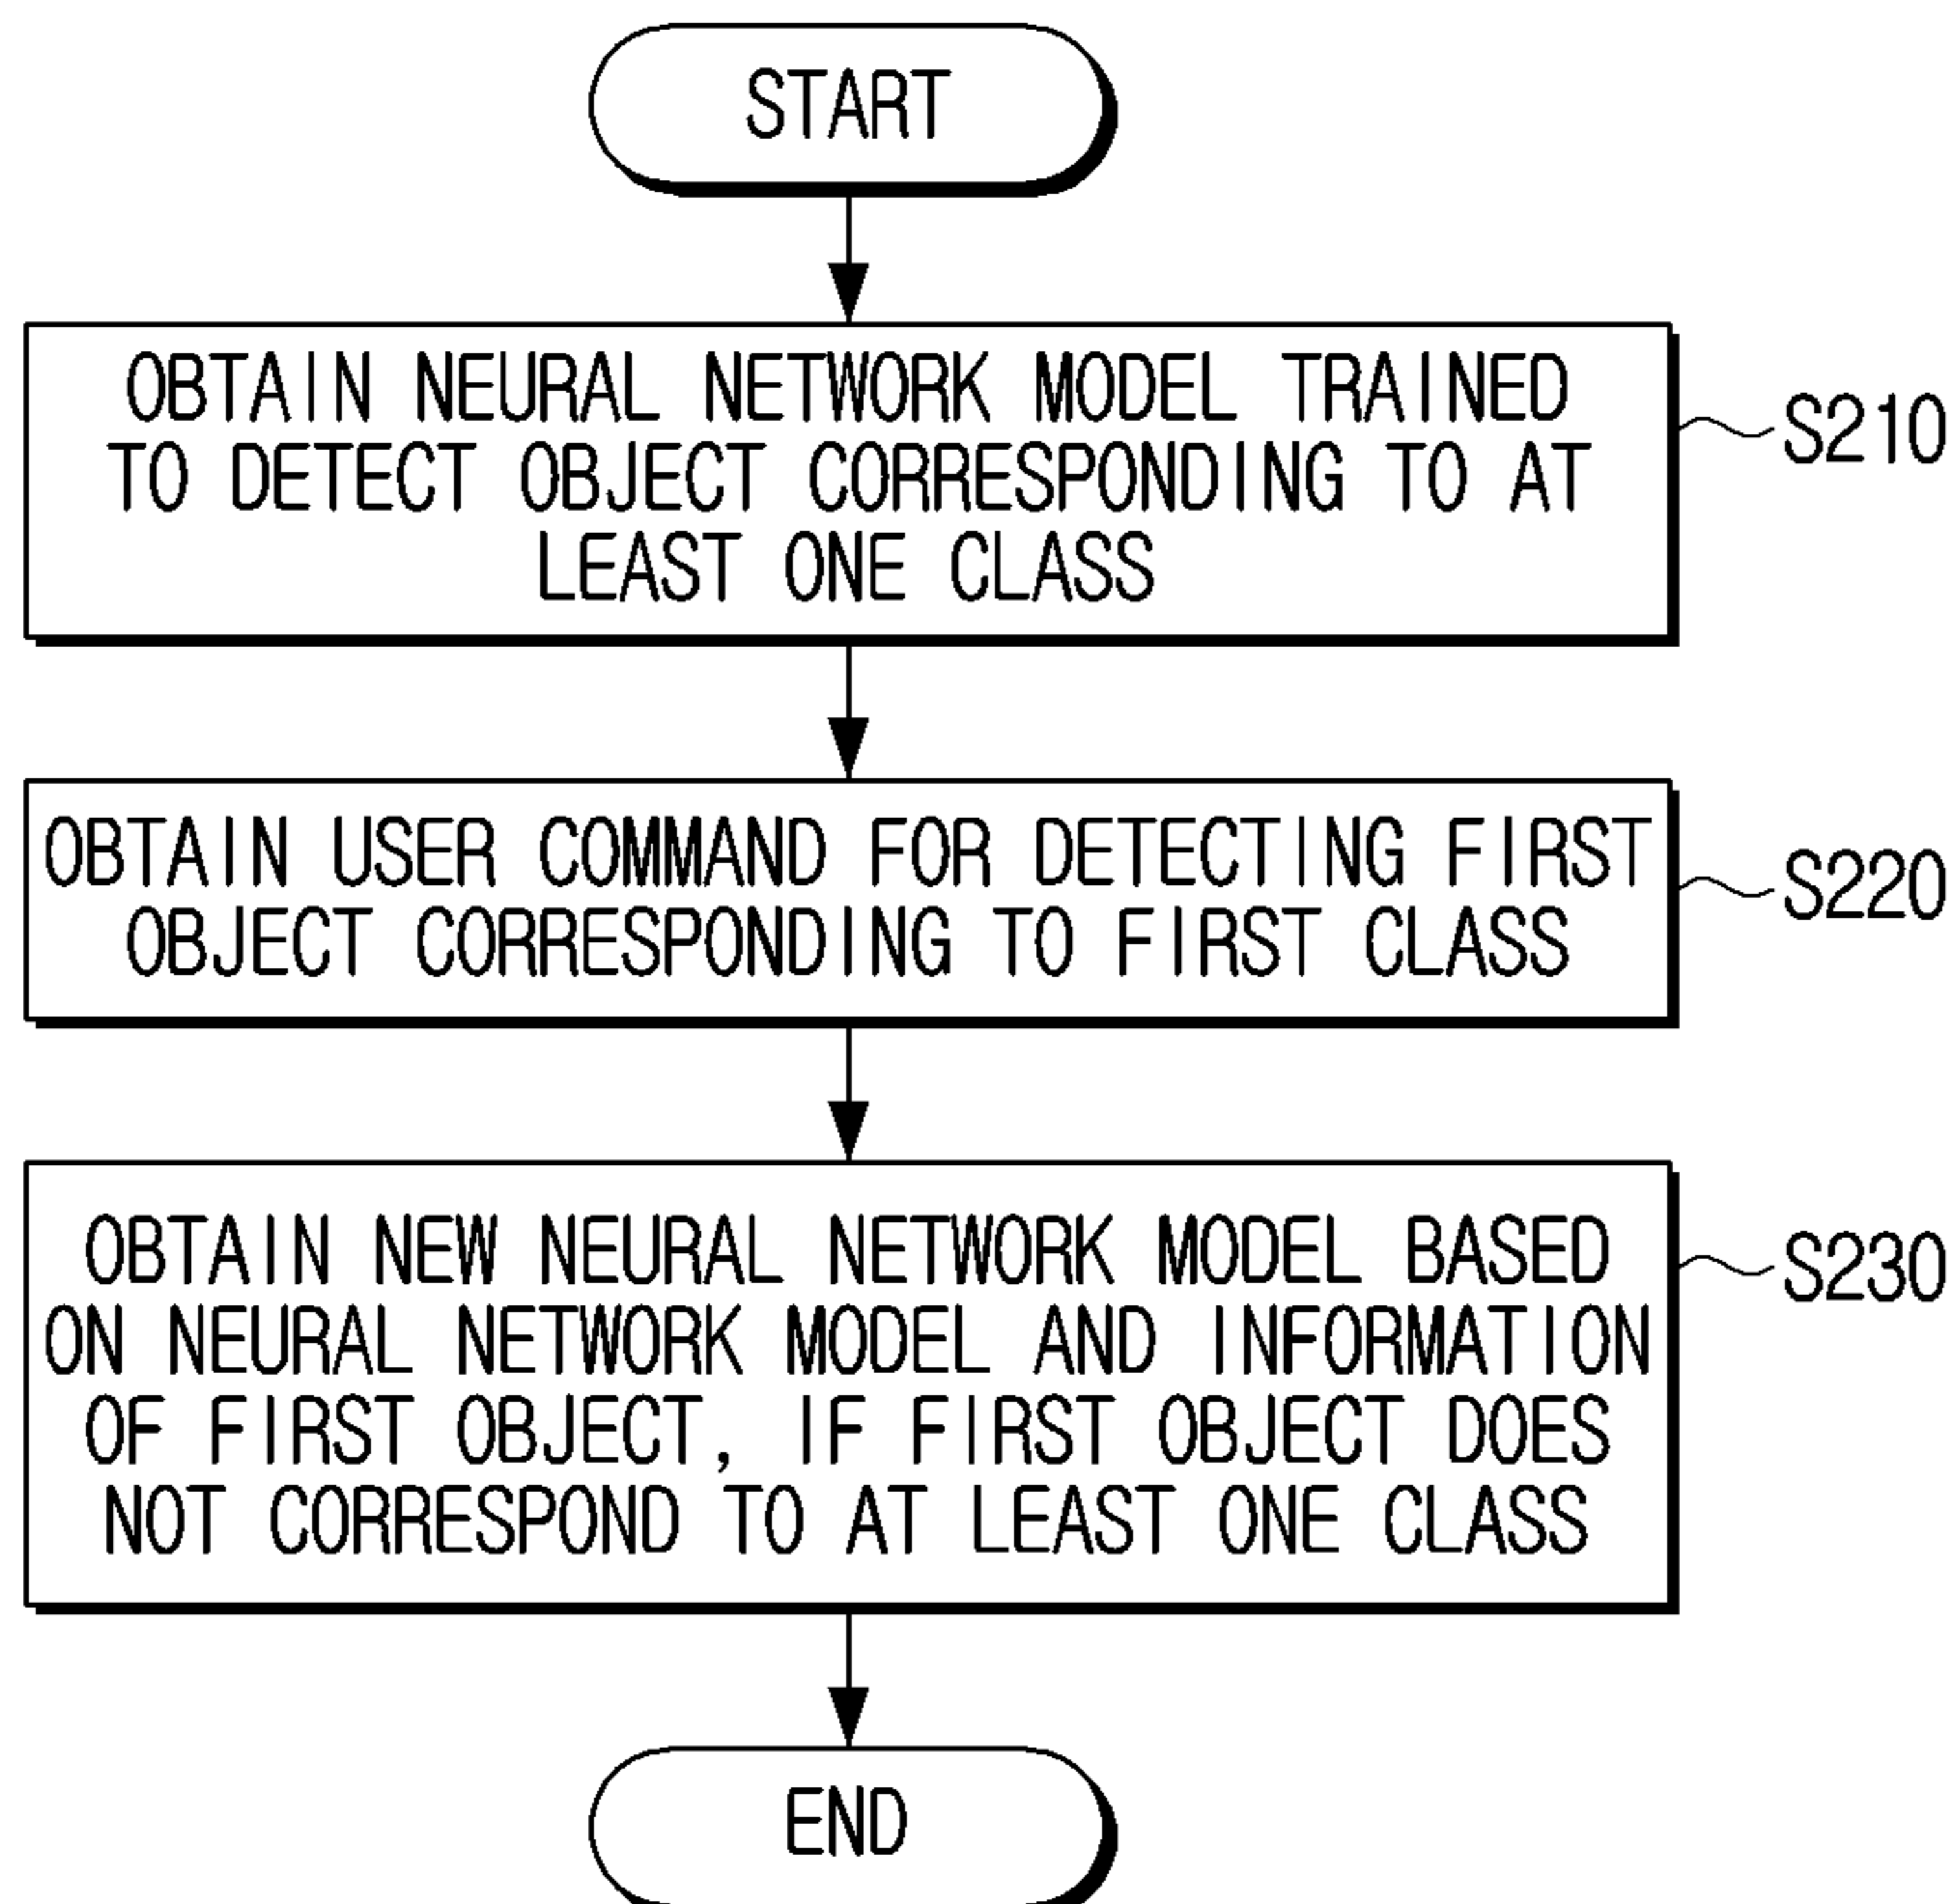 START
OBTAIN NEURAL NETWORK MODEL TRAINED
TO DETECT OBJECT CORRESPONDING TO AT
LEAST ONE CLASS
S210
OBTAIN USER COMMAND FOR DETECTING FIRST
OBJECT CORRESPONDING TO FIRST CLASS
S220
OBTAIN NEW NEURAL NETWORK MODEL BASED
ON NEURAL NETWORK MODEL AND INFORMATION
OF FIRST OBJECT, IF FIRST OBJECT DOES
NOT CORRESPOND TO AT LEAST ONE CLASS
S230
END